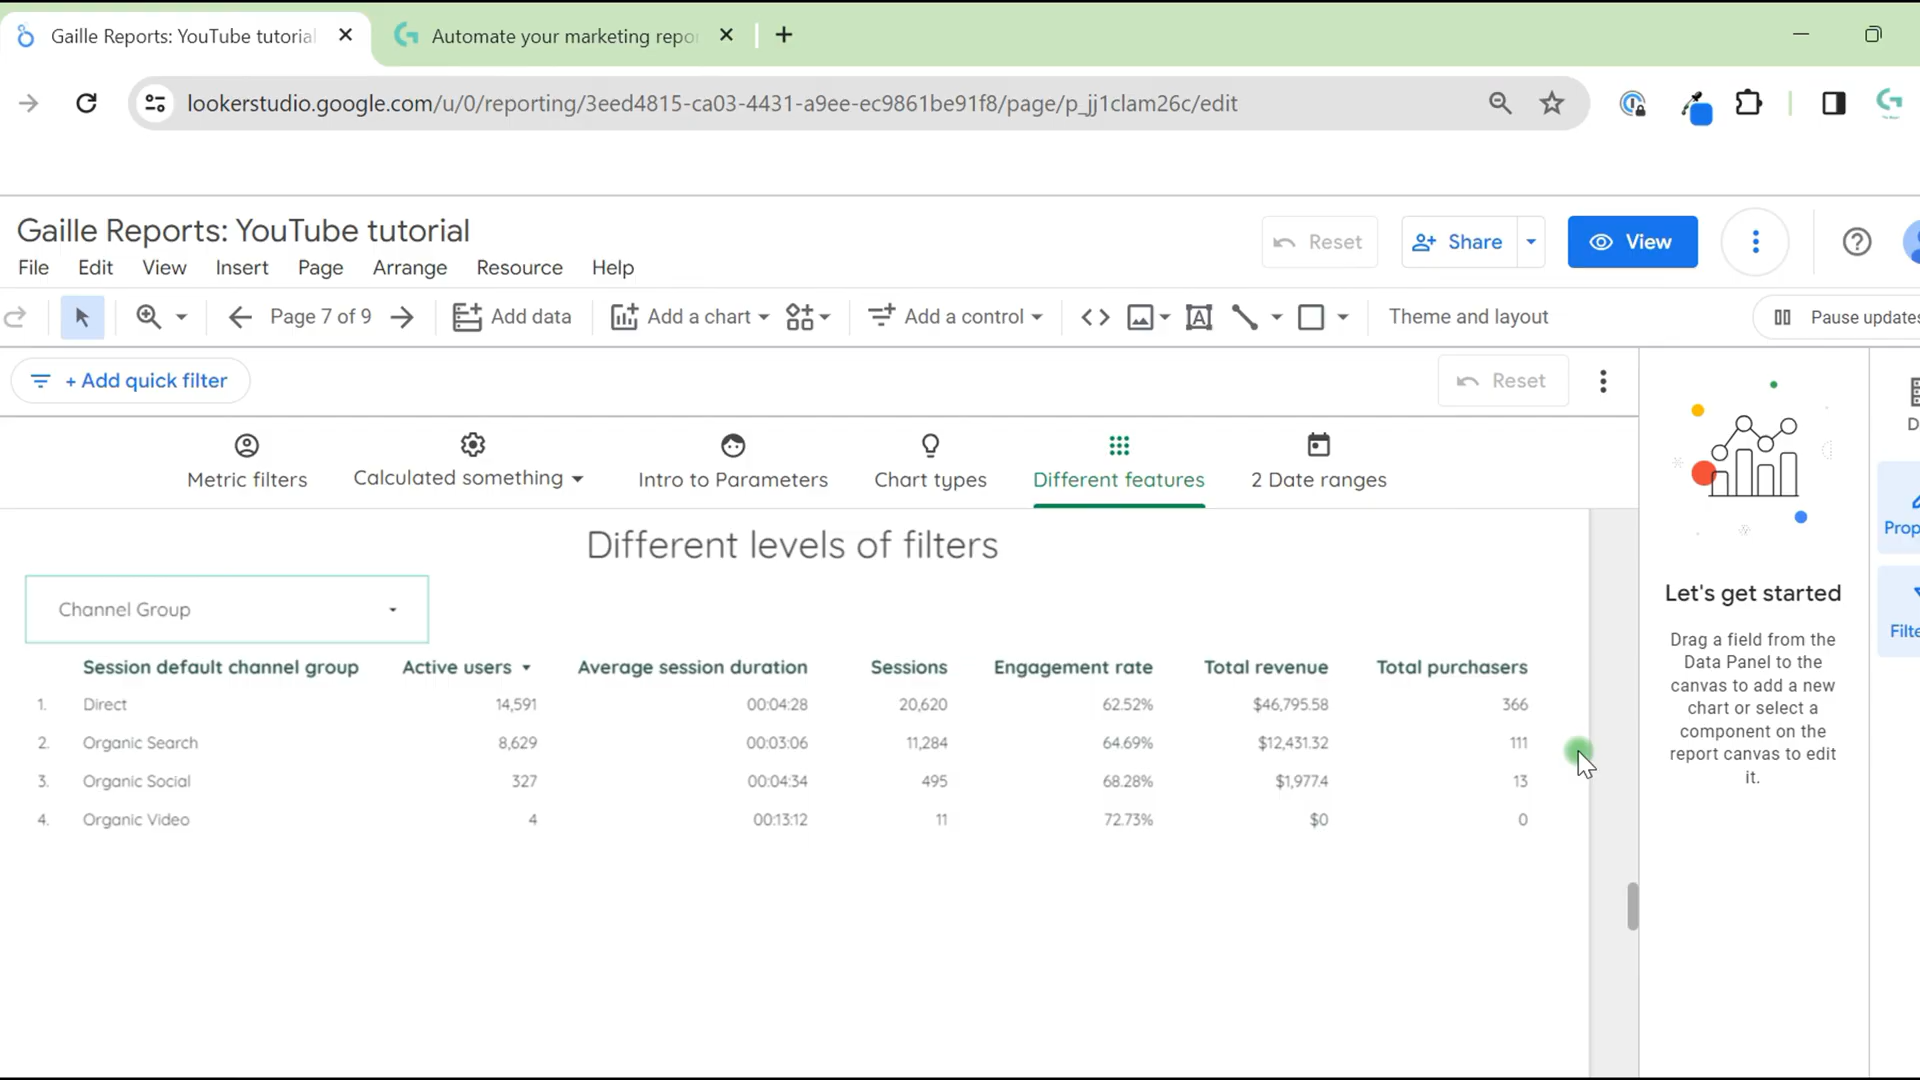 Gaille Reports: YouTube tutorial
Automate your marketing repo
lookerstudio.google.com/u/0/reporting/3eed4815-ca03-4431-a9ee-ec9861be91f8/page/p_jj1clam26c/edit
Gaille Reports: YouTube tutorial
Reset Share View
File Edit View Insert Page Arrange Resource Help
Page 7 of 9 Add data Add a chart Add a control Theme and layout Pause updates
+ Add quick filter Reset
Metric filters Calculated something Intro to Parameters Chart types Different features 2 Date ranges
Different levels of filters
Channel Group
Session default channel group Active users Average session duration Sessions Engagement rate Total revenue Total purchasers
1. Direct 14,591 00:04:28 20,620 62.52% $46,795.58 366
2. Organic Search 8,629 00:03:06 11,284 64.69% $12,431.32 111
3. Organic Social 327 00:04:34 495 68.28% $1,977.4 13
4. Organic Video 4 00:13:12 11 72.73% $0 0
Let's get started
Drag a field from the
Data Panel to the
canvas to add a new
chart or select a
component on the
report canvas to edit
it.
D
Prop
Filte